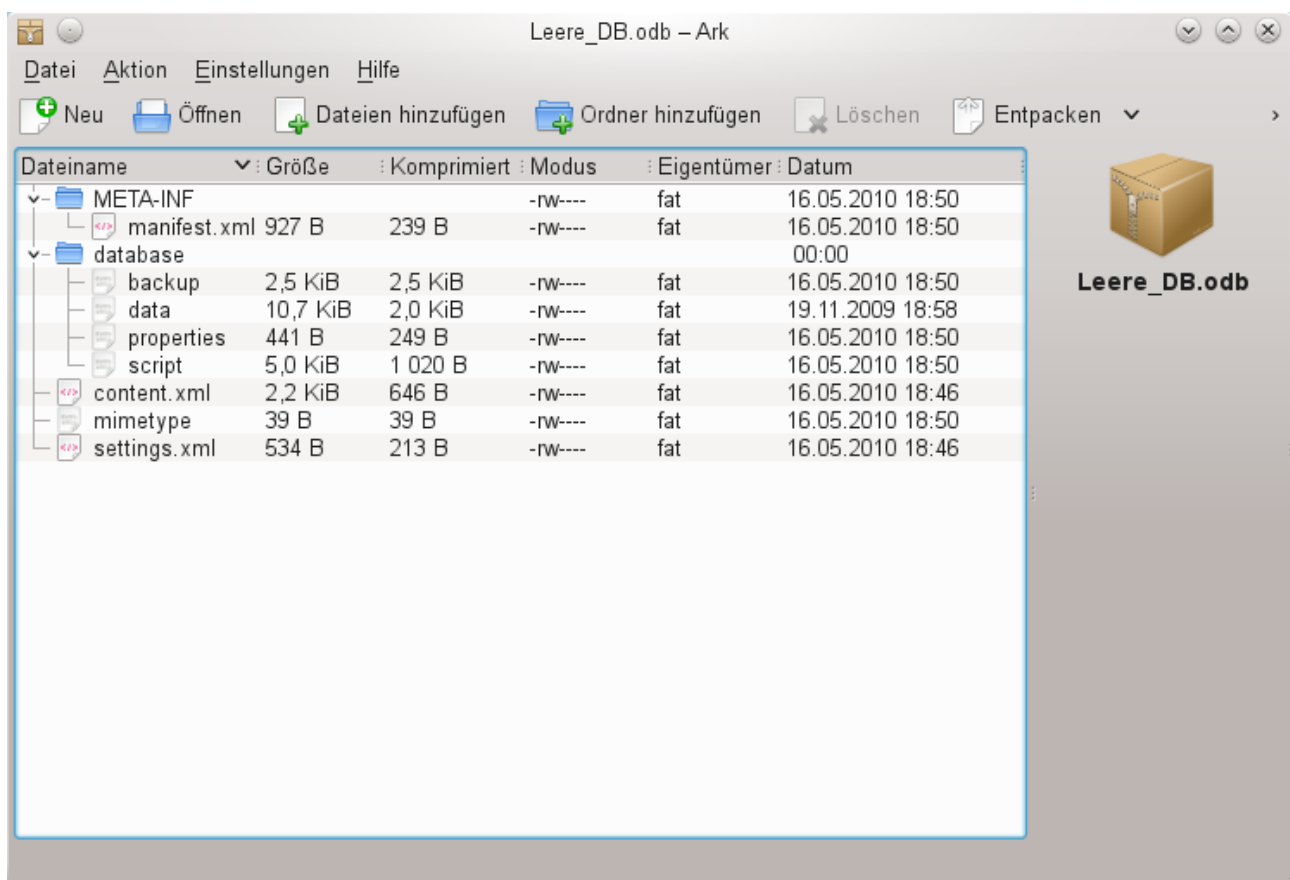 Leere_DB.odb – Ark
Datei Aktion Einstellungen Hilfe
Neu Öffnen Dateien hinzufügen Ordner hinzufügen Löschen Entpacken
Dateiname Größe Komprimiert Modus Eigentümer Datum
META-INF -rw---- fat 16.05.2010 18:50
manifest.xml 927 B 239 B -rw---- fat 16.05.2010 18:50
database 00:00
backup 2,5 KiB 2,5 KiB -rw---- fat 16.05.2010 18:50
data 10,7 KiB 2,0 KiB -rw---- fat 19.11.2009 18:58
properties 441 B 249 B -rw---- fat 16.05.2010 18:50
script 5,0 KiB 1 020 B -rw---- fat 16.05.2010 18:50
content.xml 2,2 KiB 646 B -rw---- fat 16.05.2010 18:46
mimetype 39 B 39 B -rw---- fat 16.05.2010 18:50
settings.xml 534 B 213 B -rw---- fat 16.05.2010 18:46
Leere_DB.odb